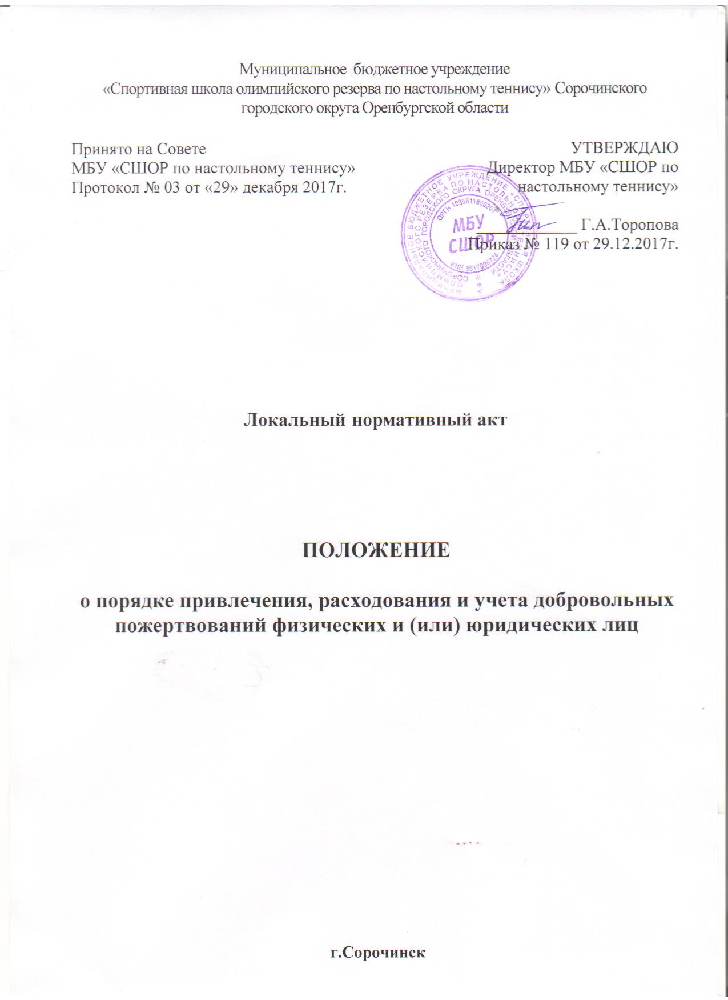 Муниципальное бюджетное учреждение
«Спортивная школа олимпийского резерва по настольному теннису» Сорочинского
городского округа Оренбургской области
Принято на Совете
МБУ «СШОР по настольному теннису»
Протокол № 03 от «29» декабря 2017г.
УТВЕРЖДАЮ
Директор МБУ «СШОР по
настольному теннису»
____________ Г.А.Торопова
Приказ № 119 от 29.12.2017г.
МУНИЦИПАЛЬНОЕ БЮДЖЕТНОЕ УЧРЕЖДЕНИЕ «СПОРТИВНАЯ ШКОЛА
ОЛИМПИЙСКОГО РЕЗЕРВА ПО НАСТОЛЬНОМУ ТЕННИСУ»
СОРОЧИНСКОГО ГОРОДСКОГО ОКРУГА ОРЕНБУРГСКОЙ ОБЛАСТИ
ОРГН 1035611800201
МБУ
СШОР
ИНН 5617006724
Локальный нормативный акт
ПОЛОЖЕНИЕ
о порядке привлечения, расходования и учета добровольных
пожертвований физических и (или) юридических лиц
г.Сорочинск